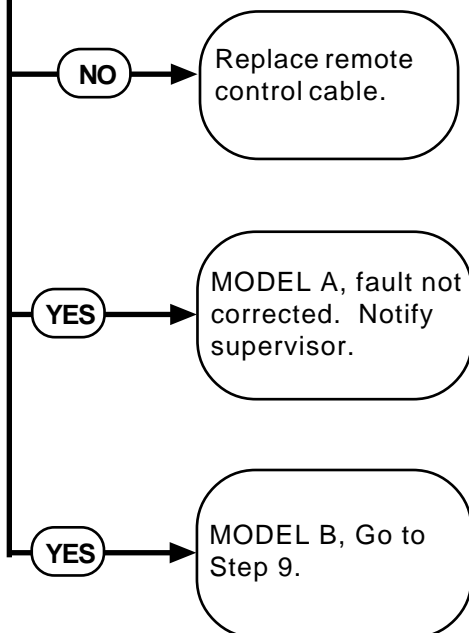 NO
Replace remote
control cable.
YES
MODEL A, fault not
corrected. Notify
supervisor.
YES
MODEL B, Go to
Step 9.